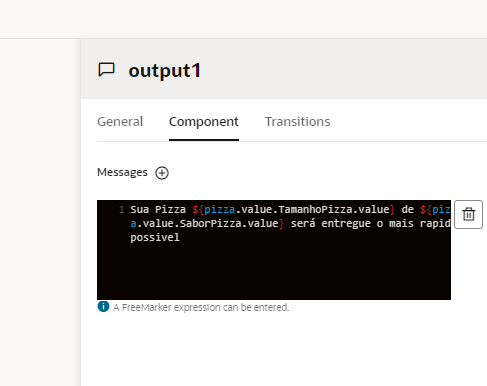 output1
General Component Transitions
Messages
1 Sua Pizza ${pizza.value.TamanhoPizza.value} de ${piz
a.value.SaborPizza.value} será entregue o mais rapid
possivel
A FreeMarker expression can be entered.